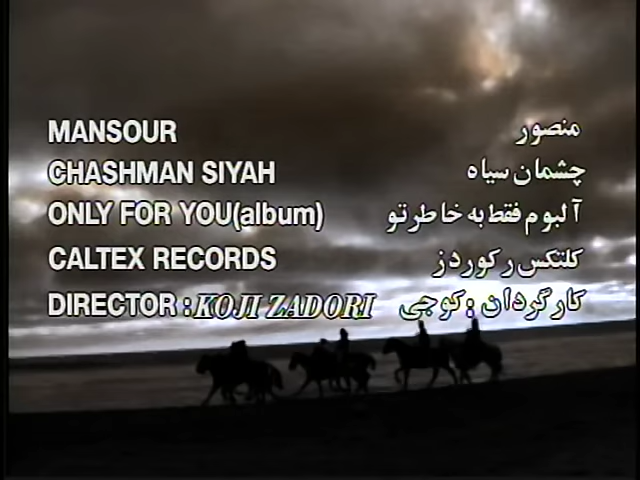 MANSOUR منصور
CHASHMAN SIYAH چشمان سیاه
ONLY FOR YOU(album) آلبوم فقط به خاطر تو
CALTEX RECORDS کلتکس رکوردز
DIRECTOR : KOJI ZADORI کارگردان : کوجی